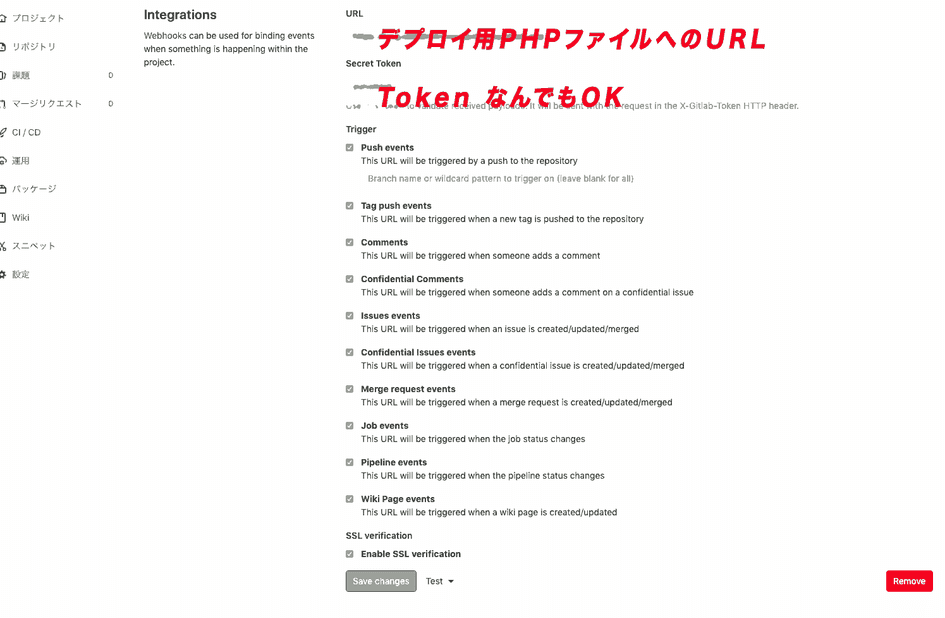 プロジェクト
リポジトリ
課題 0
マージリクエスト 0
CI / CD
運用
パッケージ
Wiki
スニペット
設定
Integrations
Webhooks can be used for binding events
when something is happening within the
project.
URL
デプロイ用PHPファイルへのURL
Secret Token
Token なんでもOK
received payloads. It will be sent with the request in the X-Gitlab-Token HTTP header.
Trigger
Push events
This URL will be triggered by a push to the repository
Branch name or wildcard pattern to trigger on (leave blank for all)
Tag push events
This URL will be triggered when a new tag is pushed to the repository
Comments
This URL will be triggered when someone adds a comment
Confidential Comments
This URL will be triggered when someone adds a comment on a confidential issue
Issues events
This URL will be triggered when an issue is created/updated/merged
Confidential Issues events
This URL will be triggered when a confidential issue is created/updated/merged
Merge request events
This URL will be triggered when a merge request is created/updated/merged
Job events
This URL will be triggered when the job status changes
Pipeline events
This URL will be triggered when the pipeline status changes
Wiki Page events
This URL will be triggered when a wiki page is created/updated
SSL verification
Enable SSL verification
Save changes Test Remove